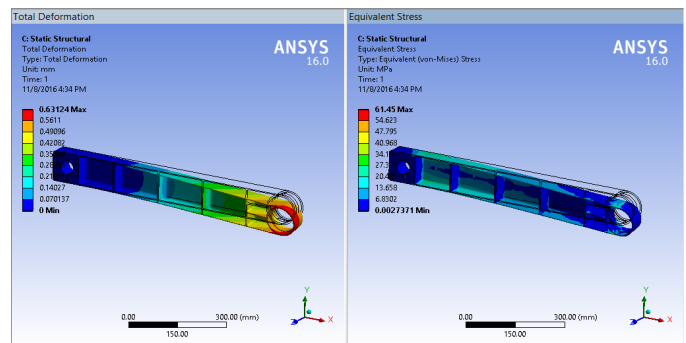 Total Deformation
C: Static Structural
Total Deformation
Type: Total Deformation
Unit: mm
Time: 1
11/8/2016 4:34 PM
ANSYS
16.0
0.63124 Max
0.5611
0.49096
0.42082
0.14027
0.070137
0 Min
0.00
300.00 (mm)
150.00
Y
Z
X
Equivalent Stress
C: Static Structural
Equivalent Stress
Type: Equivalent (von-Mises) Stress
Unit: MPa
Time: 1
11/8/2016 4:34 PM
ANSYS
16.0
61.45 Max
54.623
47.795
40.968
13.658
6.8302
0.0027371 Min
0.00
300.00 (mm)
150.00
Y
Z
X